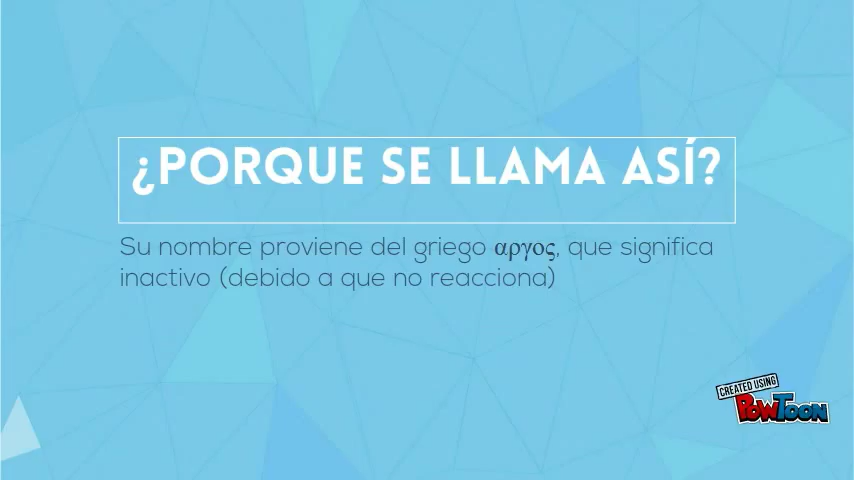 ¿PORQUE SE LLAMA ASÍ?
Su nombre proviene del griego αργος, que significa
inactivo (debido a que no reacciona)
CREATED USING
POWTOON